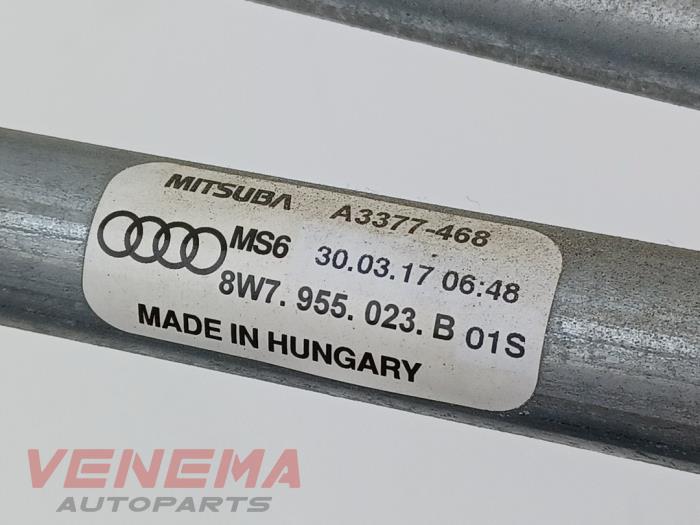 MITSUBA A3377-468
MS6 30.03.17 06:48
8W7. 955. 023. B 01S
MADE IN HUNGARY
VENEMA
AUTOPARTS